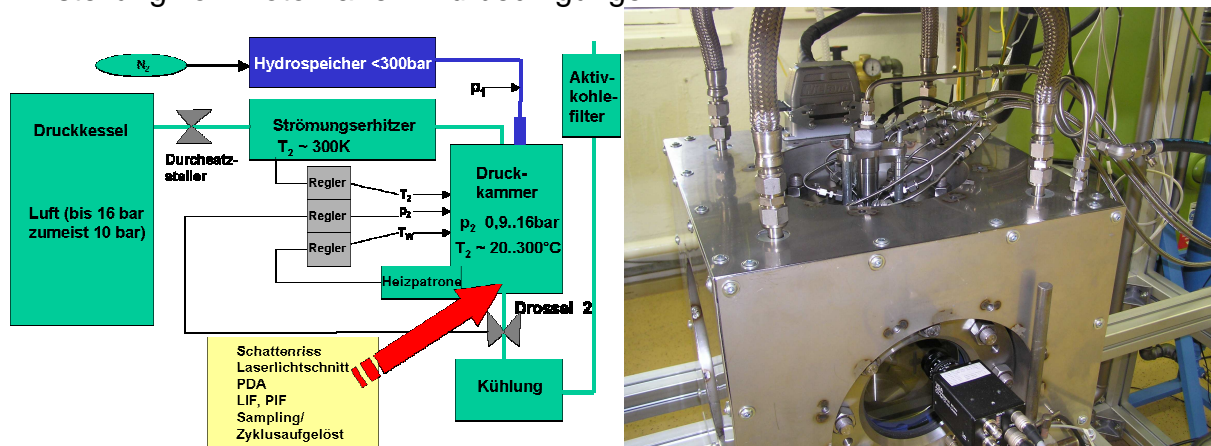 N2
Hydrospeicher <300bar
p1
Aktiv-
kohle-
filter
Druckkessel
Luft (bis 16 bar
zumeist 10 bar)
Durchsatz-
steller
Strömungserhitzer
T2 ~ 300K
Regler
Regler
Regler
T2
p2
TW
Druck-
kammer
p2 0,9..16bar
T2 ~ 20..300°C
Heizpatrone
Drossel 2
Kühlung
Schattenriss
Laserlichtschnitt
PDA
LIF, PIF
Sampling/
Zyklusaufgelöst